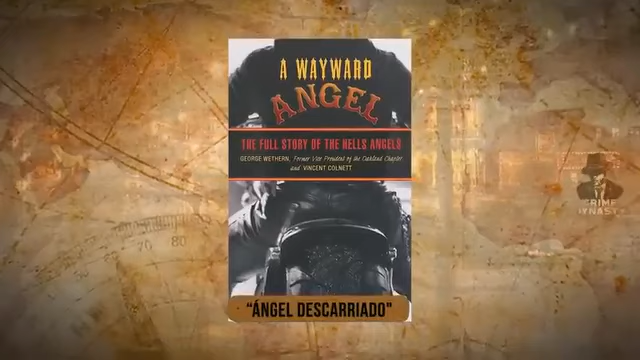 A WAYWARD
ANGEL
THE FULL STORY OF THE HELLS ANGELS
GEORGE WETHERN, Former Vice President of the Oakland Chapter
and VINCENT COLNETT
CRIME
DYNASTY
"ÁNGEL DESCARRIADO"
80